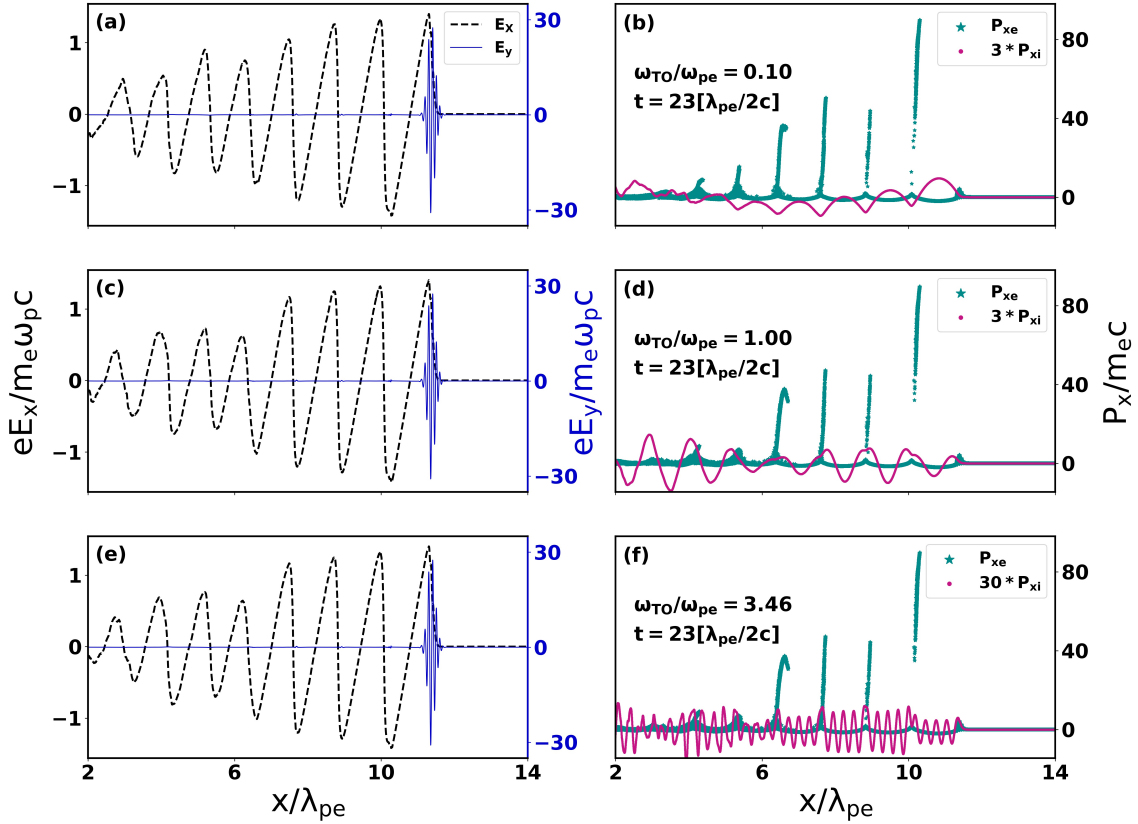 (a)
E_x
E_y
1
0
−1
30
0
−30
(b)
P_xe
3*P_xi
ω_TO/ω_pe = 0.10
t = 23[λ_pe/2c]
80
40
0
(c)
1
0
−1
30
0
−30
(d)
P_xe
3*P_xi
ω_TO/ω_pe = 1.00
t = 23[λ_pe/2c]
80
40
0
eE_x/m_eω_pc
eE_y/m_eω_pc
P_x/m_ec
(e)
1
0
−1
30
0
−30
2
6
10
14
x/λ_pe
(f)
P_xe
30*P_xi
ω_TO/ω_pe = 3.46
t = 23[λ_pe/2c]
80
40
0
2
6
10
14
x/λ_pe